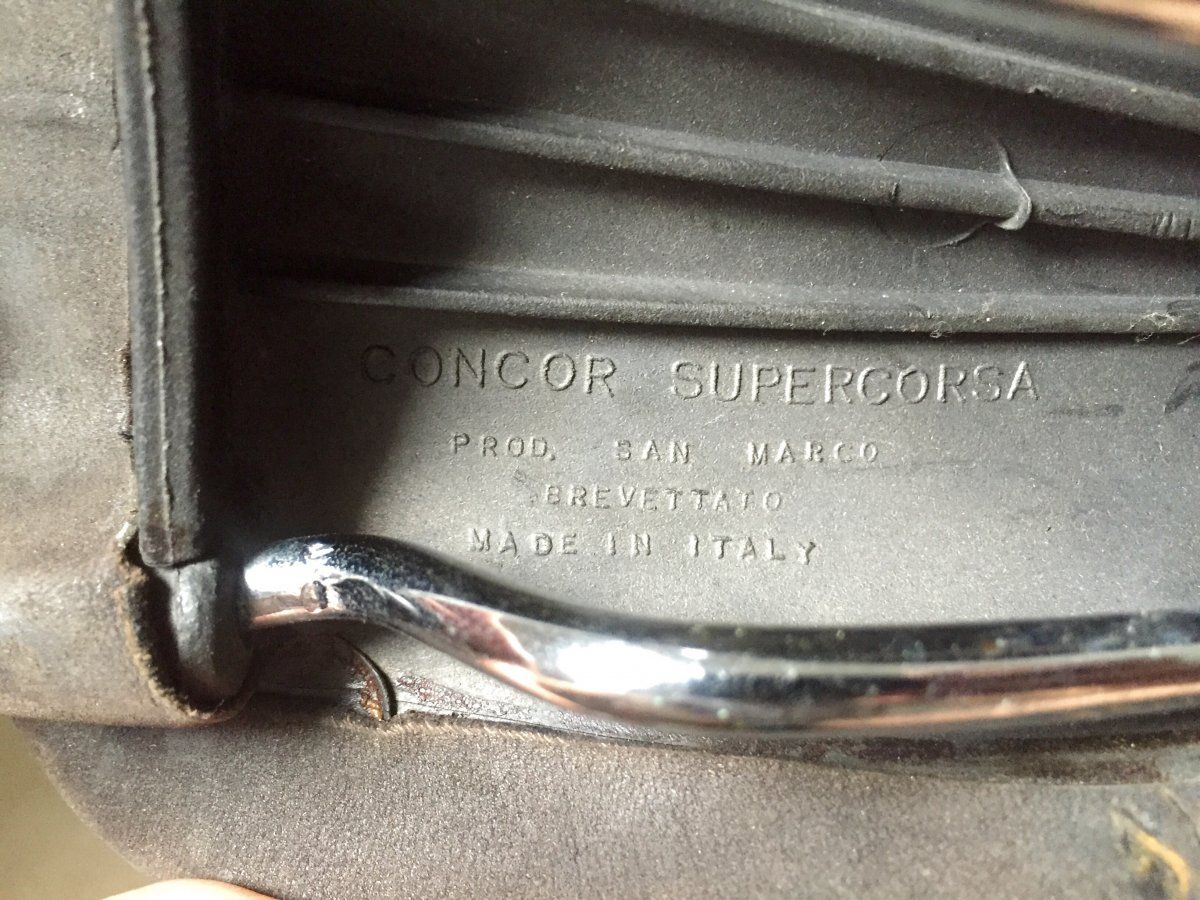 CONCOR SUPERCORSA
PROD. SAN MARCO
BREVETTATO
MADE IN ITALY